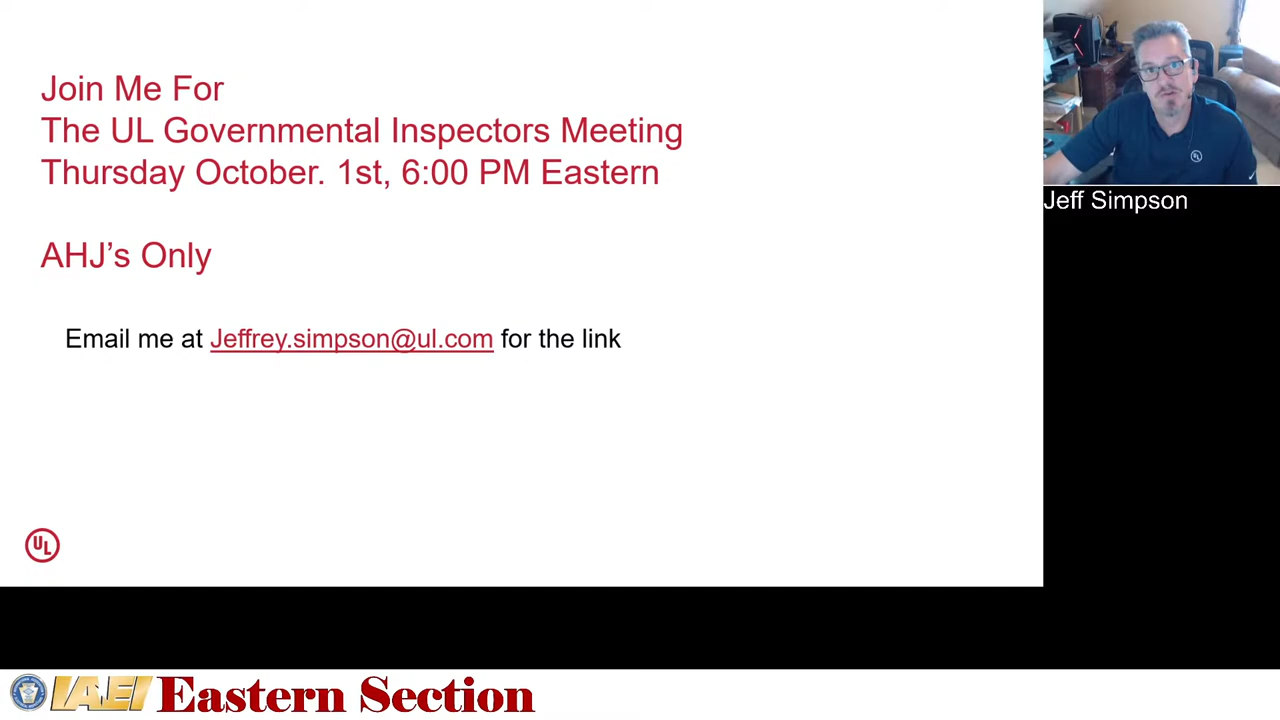 Join Me For
The UL Governmental Inspectors Meeting
Thursday October. 1st, 6:00 PM Eastern
AHJ’s Only
Email me at Jeffrey.simpson@ul.com for the link
Jeff Simpson
UL
UL
IAEI Eastern Section